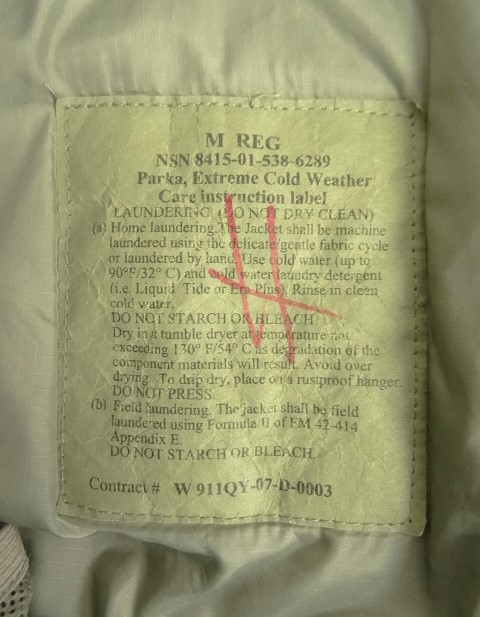 M REG
NSN 8415-01-538-6289
Parka, Extreme Cold Weather
Care instruction label
LAUNDERING (DO NOT DRY CLEAN)
(a) Home laundering. The Jacket shall be machine
laundered using the delicate/gentle fabric cycle
or laundered by hand. Use cold water (up to
90°F/32° C) and cold water laundry detergent
(i.e. Liquid Tide or Era Plus). Rinse in clean
cold water.
DO NOT STARCH OR BLEACH
Dry in a tumble dryer at temperature not
exceeding 130° F/54° C as degradation of the
component materials will result. Avoid over
drying. To drip dry, place on a rustproof hanger.
DO NOT PRESS.
(b) Field laundering. The jacket shall be field
laundered using Formula II of FM 42-414
Appendix E.
DO NOT STARCH OR BLEACH.
Contract # W 911QY-07-D-0003